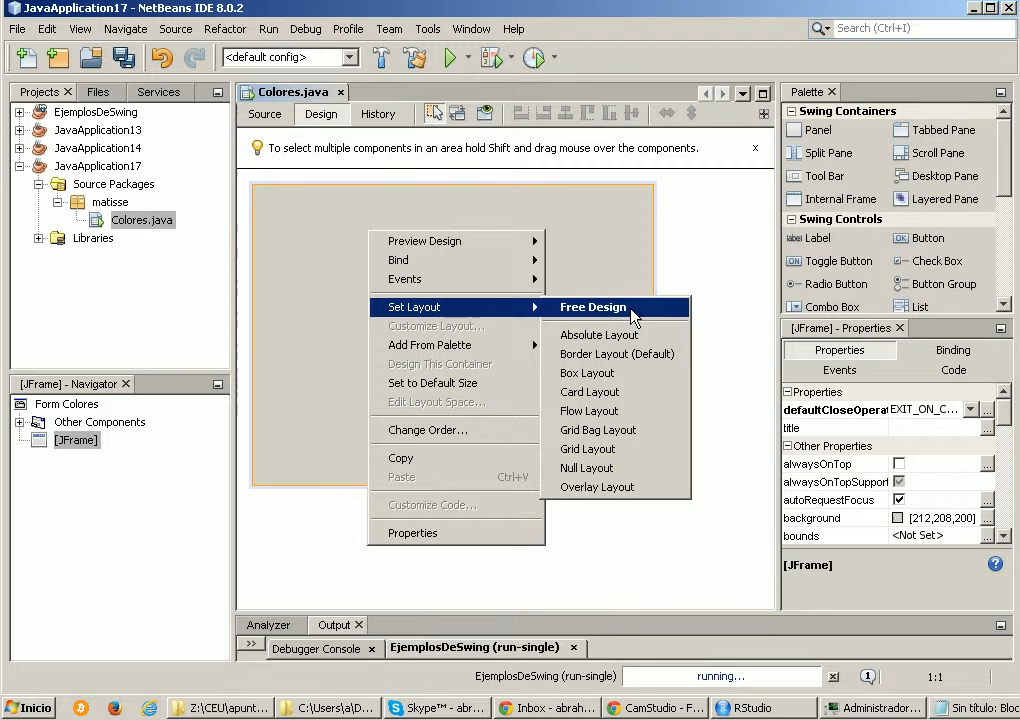 JavaApplication17 - NetBeans IDE 8.0.2
File Edit View Navigate Source Refactor Run Debug Profile Team Tools Window Help
Search (Ctrl+I)
<default config>
Projects Files Services
EjemplosDeSwing
JavaApplication13
JavaApplication14
JavaApplication17
Source Packages
matisse
Colores.java
Libraries
[JFrame] - Navigator
Form Colores
Other Components
[JFrame]
Colores.java
Source Design History
To select multiple components in an area hold Shift and drag mouse over the components. x
Preview Design
Bind
Events
Set Layout
Customize Layout...
Add From Palette
Design This Container
Set to Default Size
Edit Layout Space...
Change Order...
Copy
Paste Ctrl+V
Customize Code...
Properties
Free Design
Absolute Layout
Border Layout (Default)
Box Layout
Card Layout
Flow Layout
Grid Bag Layout
Grid Layout
Null Layout
Overlay Layout
Palette
Swing Containers
Panel Tabbed Pane
Split Pane Scroll Pane
Tool Bar Desktop Pane
Internal Frame Layered Pane
Swing Controls
label Label OK Button
ON Toggle Button Check Box
Radio Button Button Group
Combo Box List
[JFrame] - Properties
Properties Binding
Events Code
Properties
defaultCloseOperat EXIT_ON_C... ...
title ...
Other Properties
alwaysOnTop ...
alwaysOnTopSupport
autoRequestFocus ...
background [212,208,200] ...
bounds <Not Set> ...
[JFrame]
Analyzer Output
>> Debugger Console EjemplosDeSwing (run-single)
EjemplosDeSwing (run-single) running... 1 1:1
Inicio Z:\CEU\apunt... C:\Users\a\D... Skype™ - abr... Inbox - abrah... CamStudio - F... RStudio Administrador... Sin título: Bloc